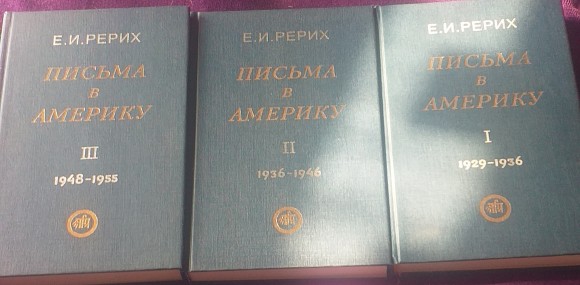 Е.И.РЕРИХ
ПИСЬМА
В
АМЕРИКУ
III
1948-1955
Е.И.РЕРИХ
ПИСЬМА
В
АМЕРИКУ
II
1936-1946
Е.И.РЕРИХ
ПИСЬМА
В
АМЕРИКУ
I
1929-1936